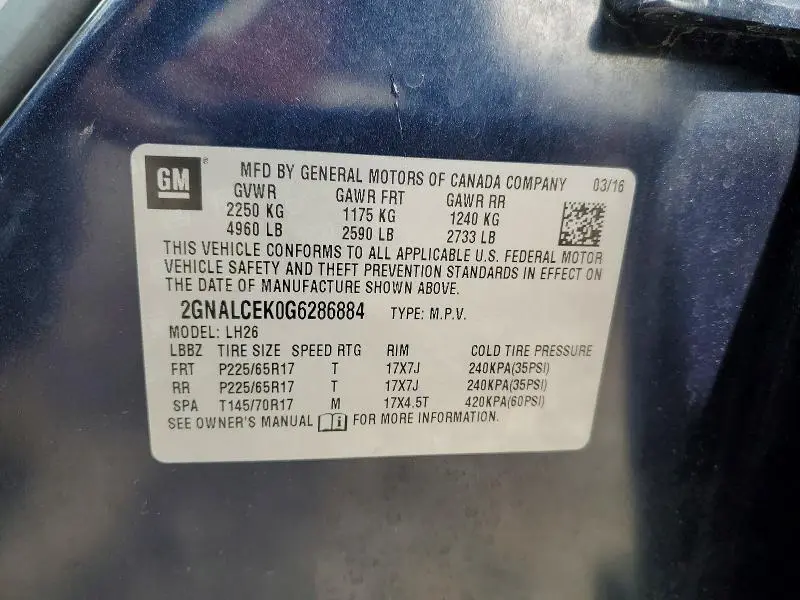 GM ® MFD BY GENERAL MOTORS OF CANADA COMPANY 03/16
GVWR GAWR FRT GAWR RR
2250 KG 1175 KG 1240 KG
4960 LB 2590 LB 2733 LB
THIS VEHICLE CONFORMS TO ALL APPLICABLE U.S. FEDERAL MOTOR
VEHICLE SAFETY AND THEFT PREVENTION STANDARDS IN EFFECT ON
THE DATE OF MANUFACTURE SHOWN ABOVE.
2GNALCEK0G6286884 TYPE: M.P.V.
MODEL: LH26
LBBZ TIRE SIZE SPEED RTG RIM COLD TIRE PRESSURE
FRT P225/65R17 T 17X7J 240KPA(35PSI)
RR P225/65R17 T 17X7J 240KPA(35PSI)
SPA T145/70R17 M 17X4.5T 420KPA(60PSI)
SEE OWNER'S MANUAL i FOR MORE INFORMATION.